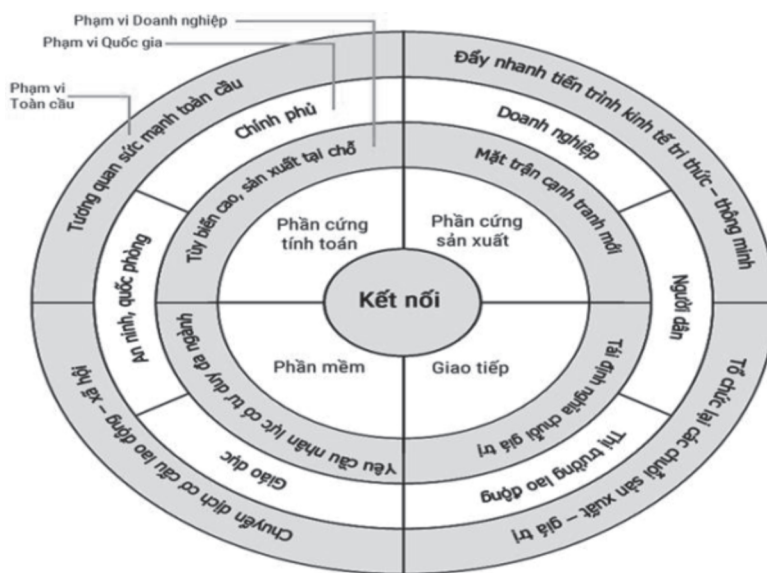 Phạm vi Doanh nghiệp
Phạm vi Quốc gia
Phạm vi
Toàn cầu
Tương quan sức mạnh toàn cầu
Đẩy nhanh tiến trình kinh tế tri thức – thông minh
Chính phủ
Doanh nghiệp
Tùy biến cao, sản xuất tại chỗ
Mặt trận cạnh tranh mới
Phần cứng
tính toán
Phần cứng
sản xuất
An ninh, quốc phòng
Kết nối
Người dân
Phần mềm
Giao tiếp
Yêu cầu nhân lực có tư duy đa ngành
Tái định nghĩa chuỗi giá trị
Giáo dục
Thị trường lao động
Chuyển dịch cơ cấu lao động – xã hội
Tổ chức lại các chuỗi sản xuất – giá trị